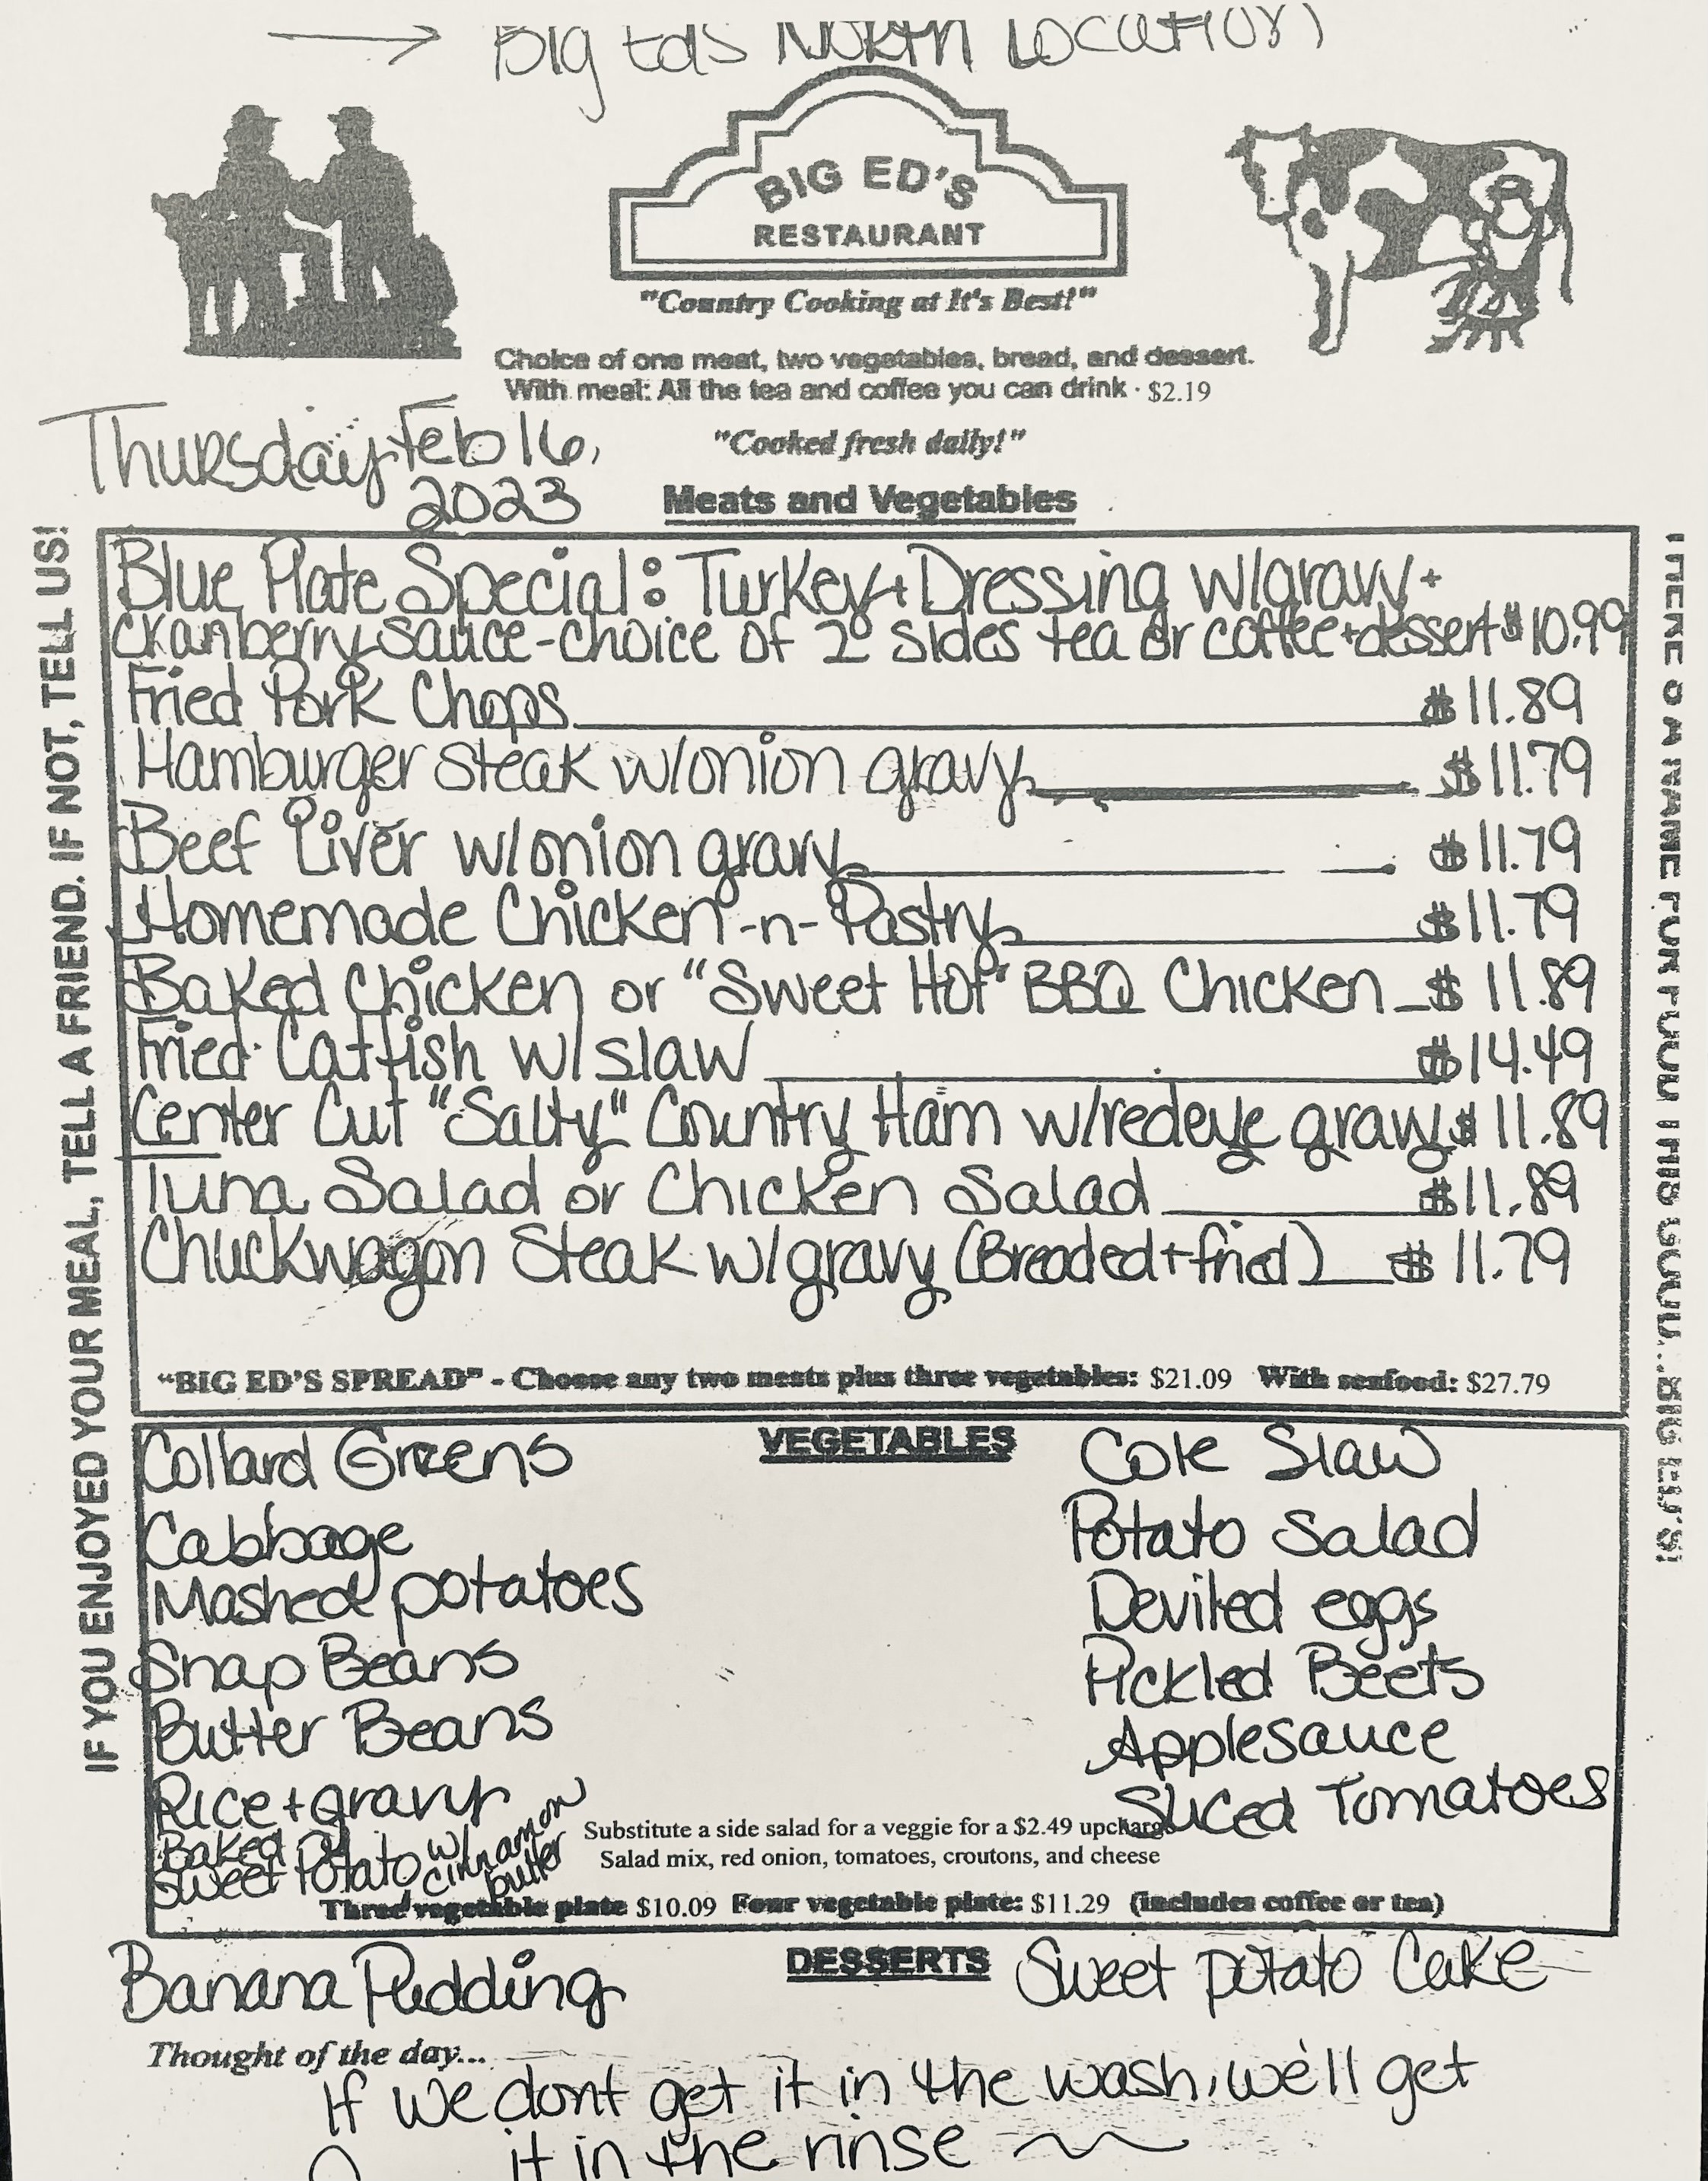 → Big Eds North Location
BIG ED'S
RESTAURANT
"Country Cooking at It's Best!"
Choice of one meat, two vegetables, bread, and dessert.
With meal: All the tea and coffee you can drink · $2.19
"Cooked fresh daily!"
Thursday Feb 16,
2023
Meats and Vegetables
IF YOU ENJOYED YOUR MEAL, TELL A FRIEND. IF NOT, TELL US!
Blue Plate Special: Turkey + Dressing w/gravy +
cranberry sauce - choice of 2 sides tea or coffee + dessert $10.99
Fried Pork Chops $11.89
Hamburger Steak w/onion gravy $11.79
Beef Liver w/onion gravy $11.79
Homemade Chicken -n- Pastry $11.79
Baked Chicken or "Sweet Hot" BBQ Chicken $11.89
Fried Catfish w/slaw $14.49
Center Cut "Salty" Country Ham w/redeye gravy $11.89
Tuna Salad or Chicken Salad $11.89
Chuckwagon Steak w/gravy (Breaded + fried) $11.79
"BIG ED'S SPREAD" - Choose any two meats plus three vegetables: $21.09 With seafood: $27.79
THERE'S A NAME FOR FOOD THIS GOOD...BIG ED'S!
VEGETABLES
Collard Greens
Cabbage
Mashed potatoes
Snap Beans
Butter Beans
Rice + gravy
Baked
Sweet Potato w/cinnamon butter
Cole Slaw
Potato Salad
Deviled eggs
Pickled Beets
Applesauce
Sliced Tomatoes
Substitute a side salad for a veggie for a $2.49 upcharge
Salad mix, red onion, tomatoes, croutons, and cheese
Three vegetable plate $10.09 Four vegetable plate: $11.29 (includes coffee or tea)
DESSERTS
Banana Pudding
Sweet potato Cake
Thought of the day...
If we dont get it in the wash, we'll get
it in the rinse